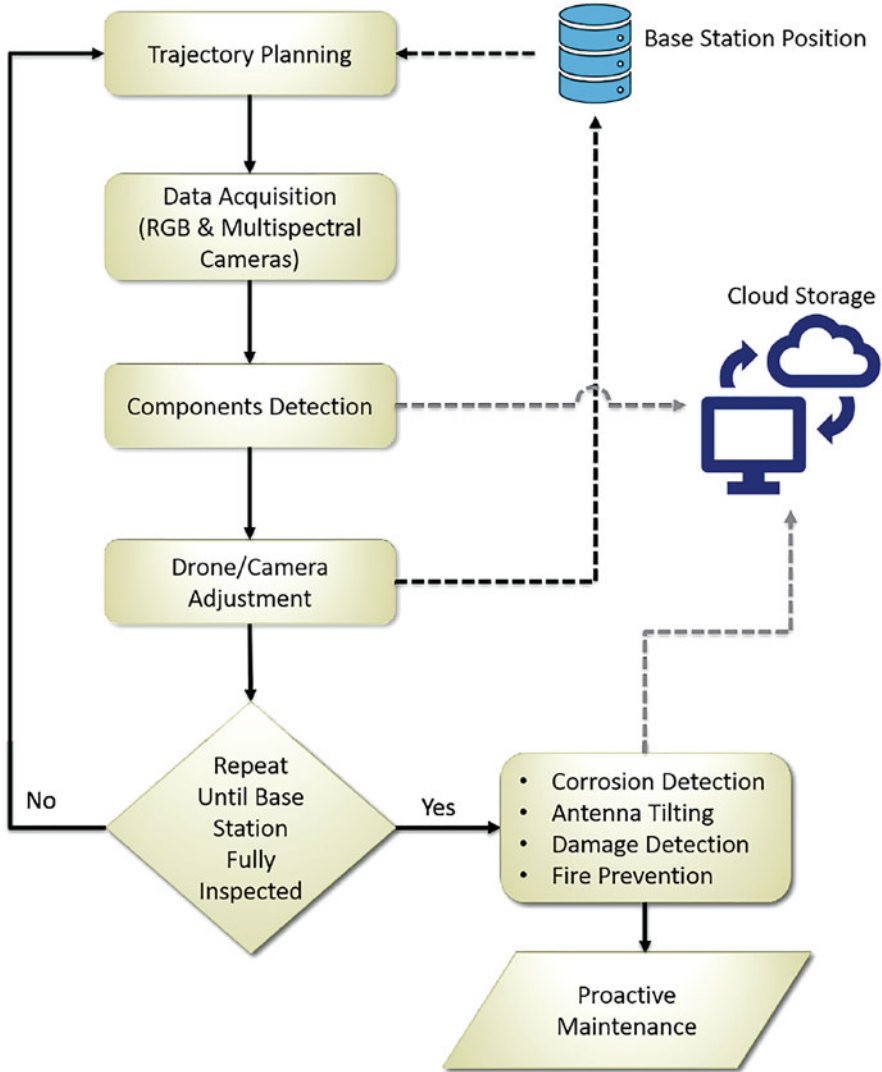 Trajectory Planning
Base Station Position
Data Acquisition
(RGB & Multispectral
Cameras)
Cloud Storage
Components Detection
Drone/Camera
Adjustment
Repeat
Until Base
Station
Fully
Inspected
No
Yes
• Corrosion Detection
• Antenna Tilting
• Damage Detection
• Fire Prevention
Proactive
Maintenance